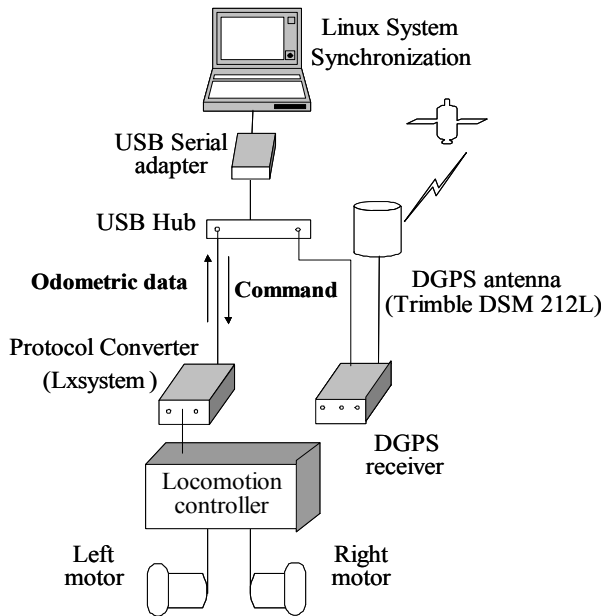 Linux System
Synchronization
USB Serial
adapter
USB Hub
Odometric data
Command
DGPS antenna
(Trimble DSM 212L)
Protocol Converter
(Lxsystem )
DGPS
receiver
Locomotion
controller
Left
motor
Right
motor